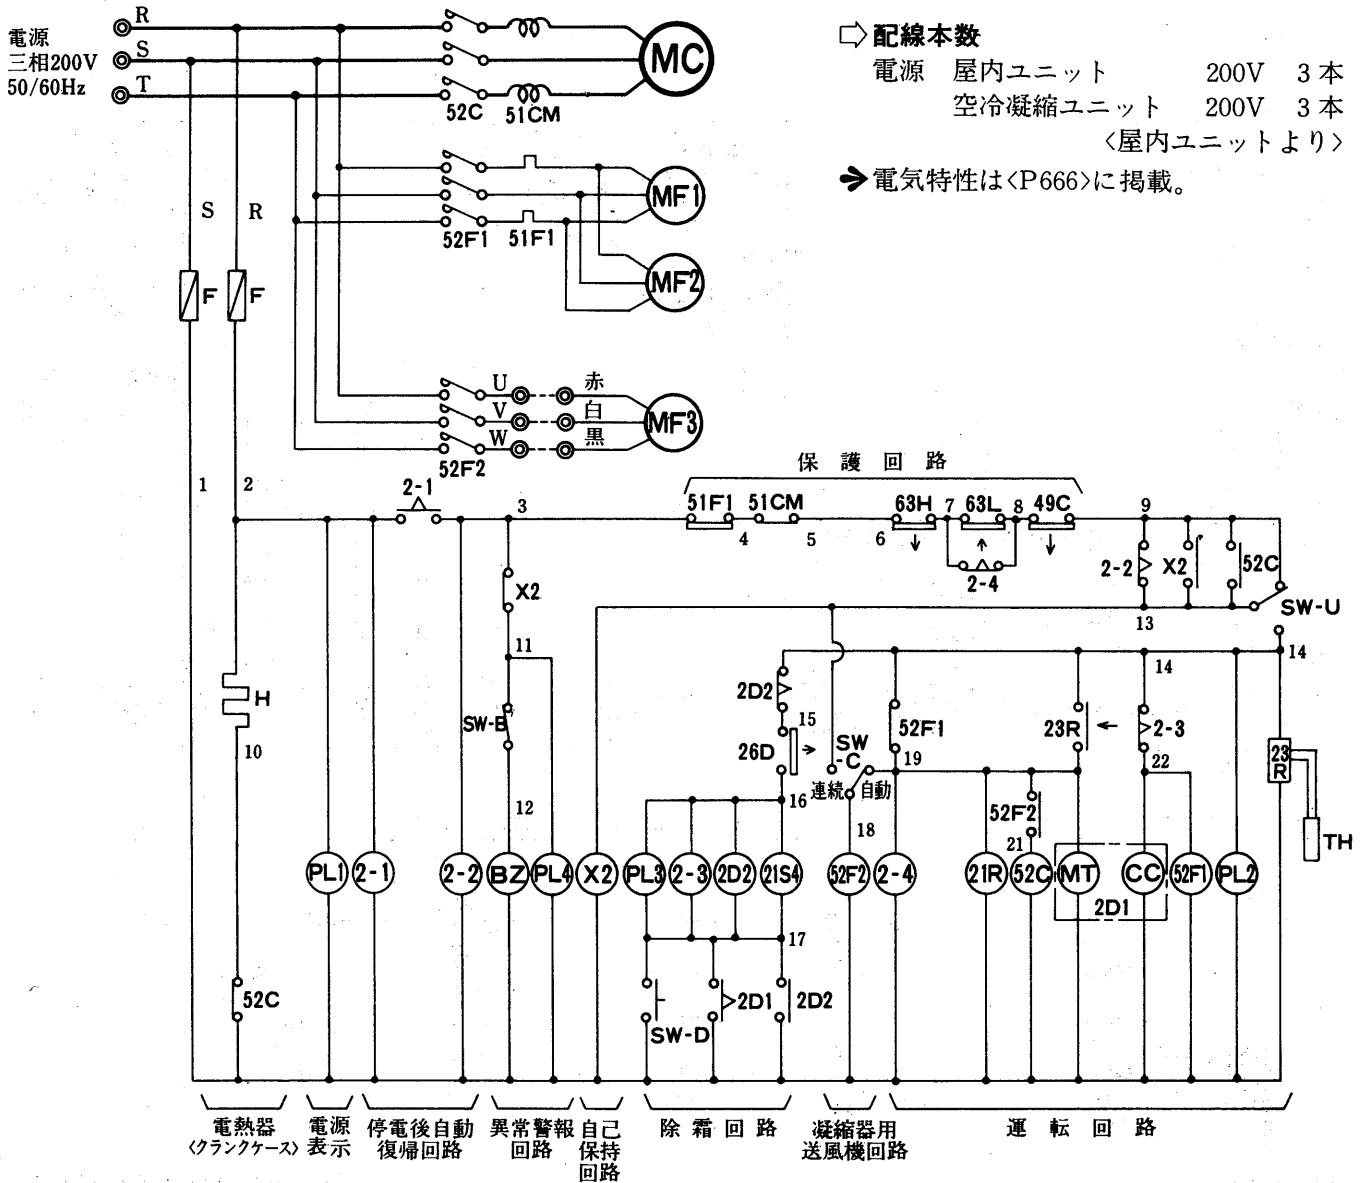 電源
三相200V
50/60Hz
R
S
T
52C 51CM
MC
⇨配線本数
電源 屋内ユニット 200V 3本
空冷凝縮ユニット 200V 3本
〈屋内ユニットより〉
➔電気特性は〈P666〉に掲載。
S R
F F
52F1 51F1
MF1
MF2
U 赤
V 白
W 黒
52F2
MF3
保護回路
1 2 2-1 3
51F1 4 51CM 5 6 63H 7 63L 8 49C 9
2-4
2-2 X2 52C SW-U
13
X2
11
SW-B
12
H
10
14 14
2D2
15
26D
16
SW
-C
連続 自動
18
52F1
19
23R
2-3
22
52F2
21
23
R
TH
PL1 2-1 2-2 BZ PL4 X2 PL3 2-3 2D2 21S4 52F2 2-4 21R 52C MT CC 52F1 PL2
2D1
17
52C
SW-D 2D1 2D2
電熱器
〈クランクケース〉
電源
表示
停電後自動
復帰回路
異常警報
回路
自己
保持
回路
除霜回路
凝縮器用
送風機回路
運転回路